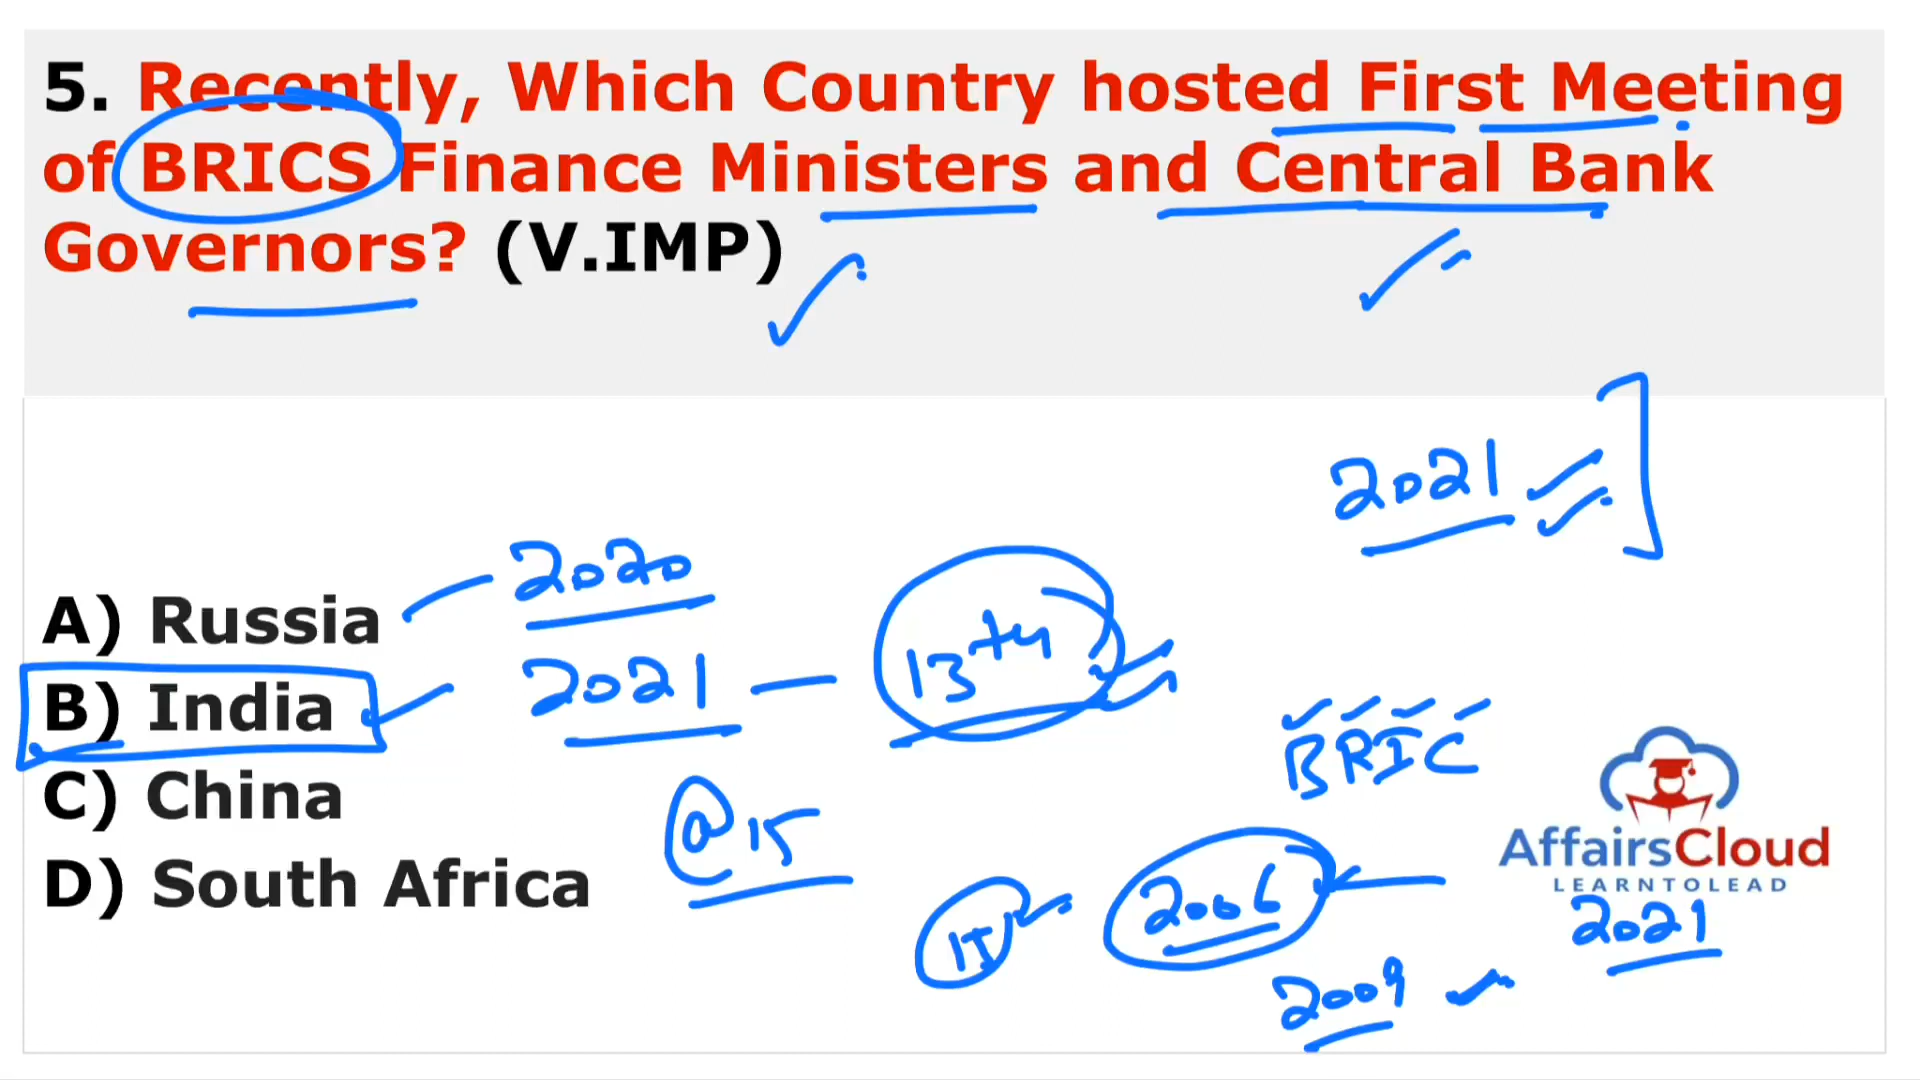 5. Recently, Which Country hosted First Meeting
of BRICS Finance Ministers and Central Bank
Governors? (V.IMP)
2021
A) Russia 2020
B) India 2021 - 13th
C) China @15
D) South Africa
BRIC
AffairsCloud
LEARNTOLEAD
15 2006 2021
2009